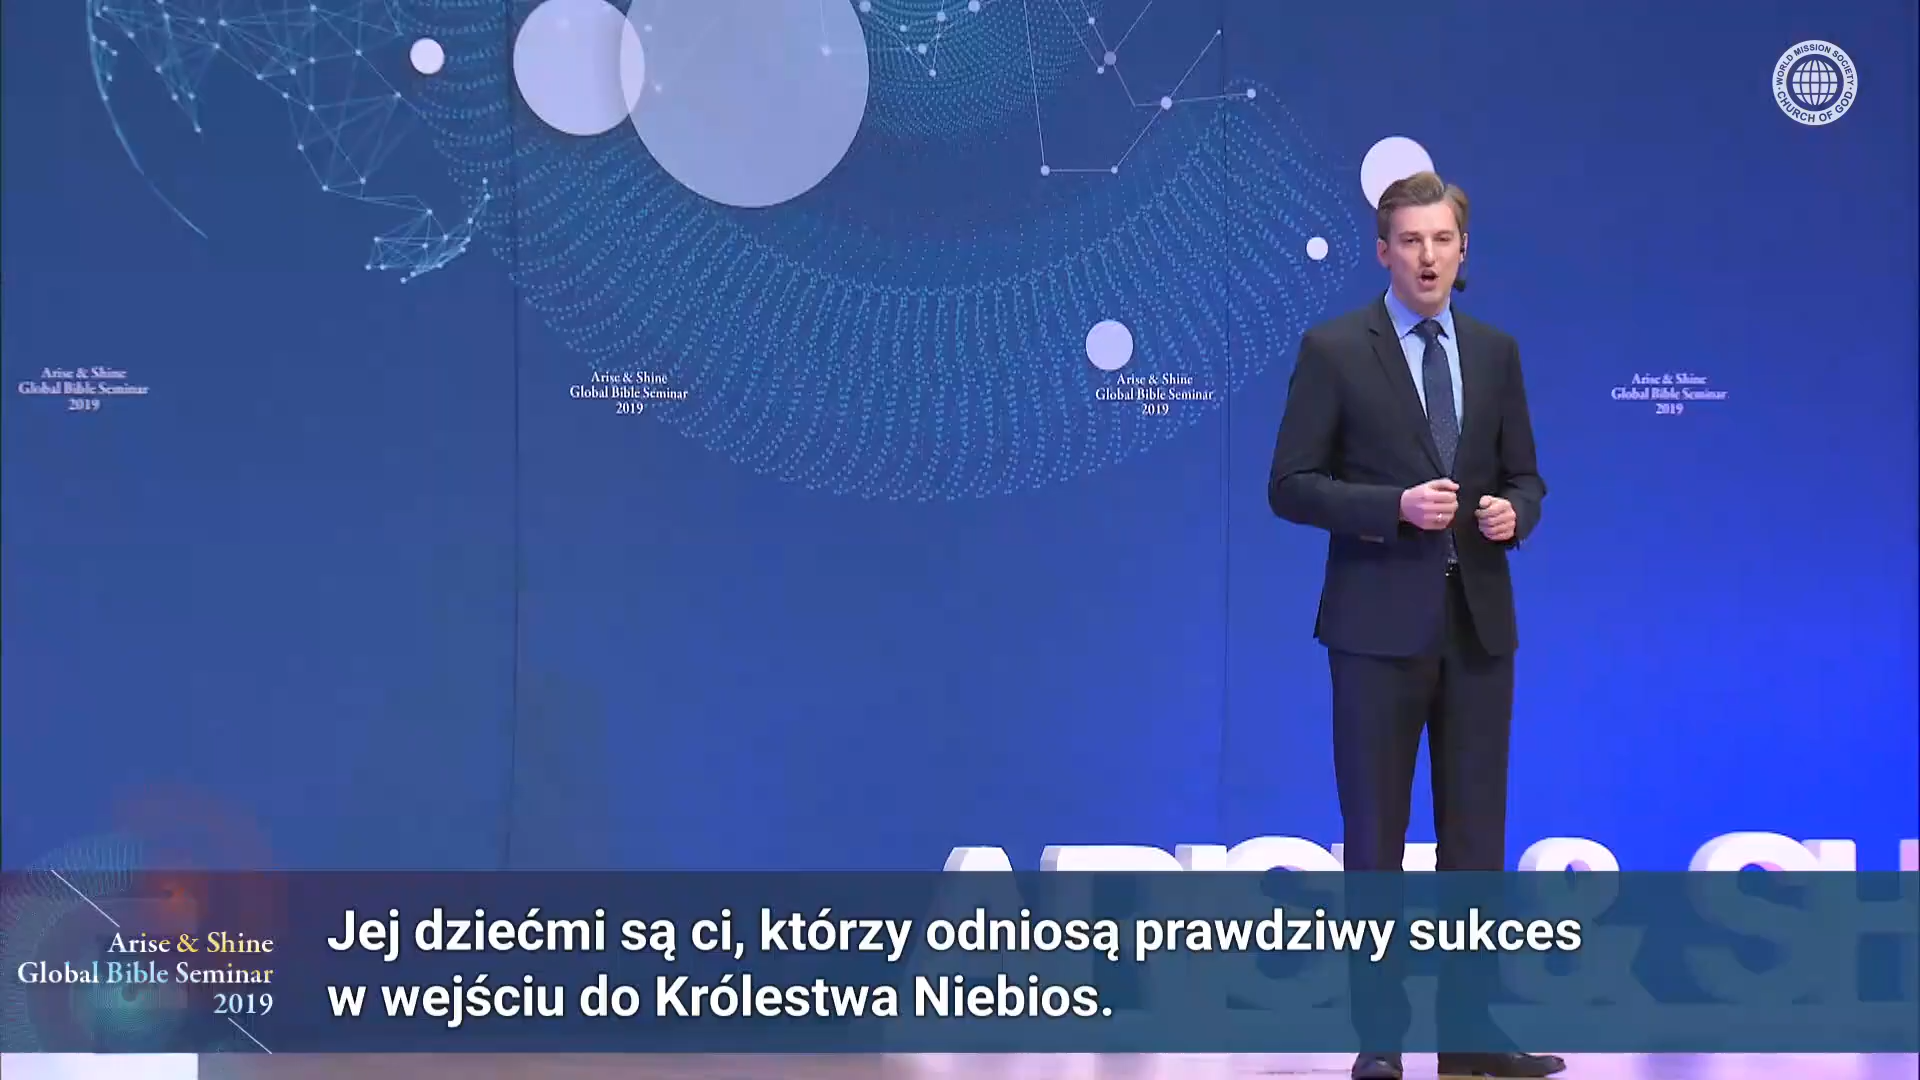 WORLD MISSION SOCIETY
CHURCH OF GOD
Arise & Shine
Global Bible Seminar
2019
Arise & Shine
Global Bible Seminar
2019
Arise & Shine
Global Bible Seminar
2019
Arise & Shine
Global Bible Seminar
2019
ARISE & SH
Arise & Shine
Global Bible Seminar
2019
Jej dziećmi są ci, którzy odniosą prawdziwy sukces
w wejściu do Królestwa Niebios.